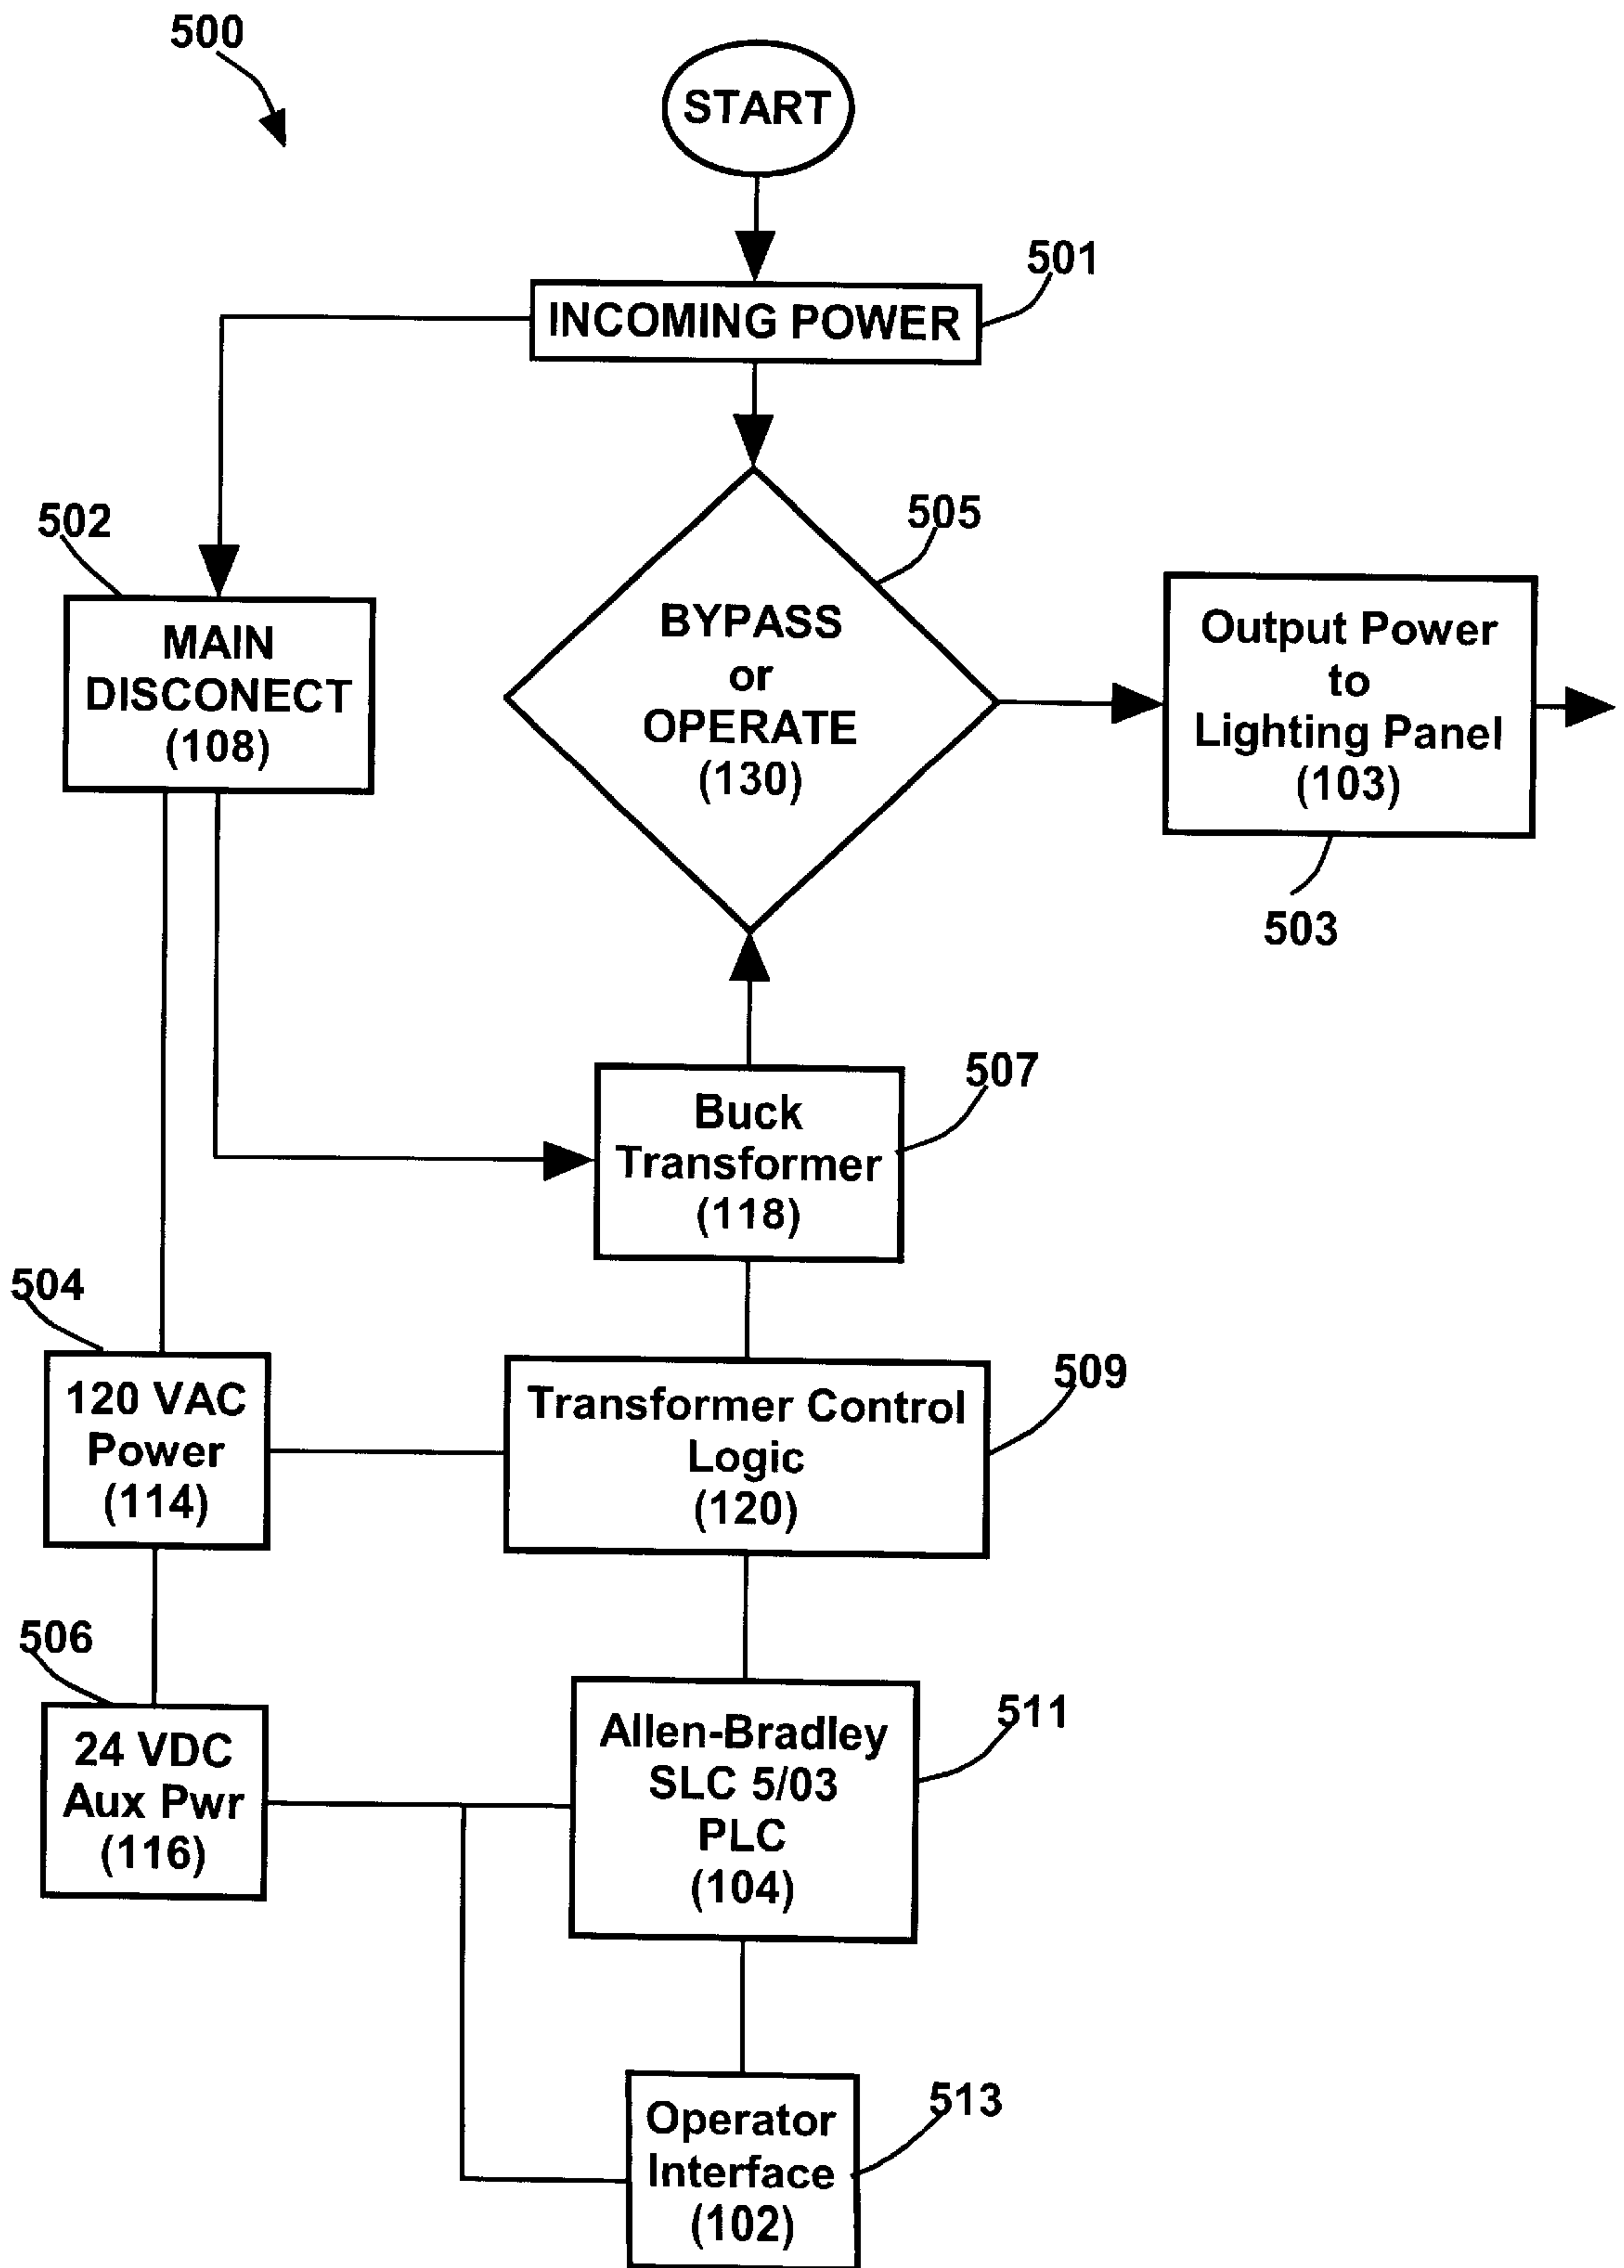 500
START
501
INCOMING POWER
502
MAIN
DISCONECT
(108)
505
BYPASS
or
OPERATE
(130)
Output Power
to
Lighting Panel
(103)
503
507
Buck
Transformer
(118)
504
120 VAC
Power
(114)
509
Transformer Control
Logic
(120)
506
24 VDC
Aux Pwr
(116)
511
Allen-Bradley
SLC 5/03
PLC
(104)
513
Operator
Interface
(102)